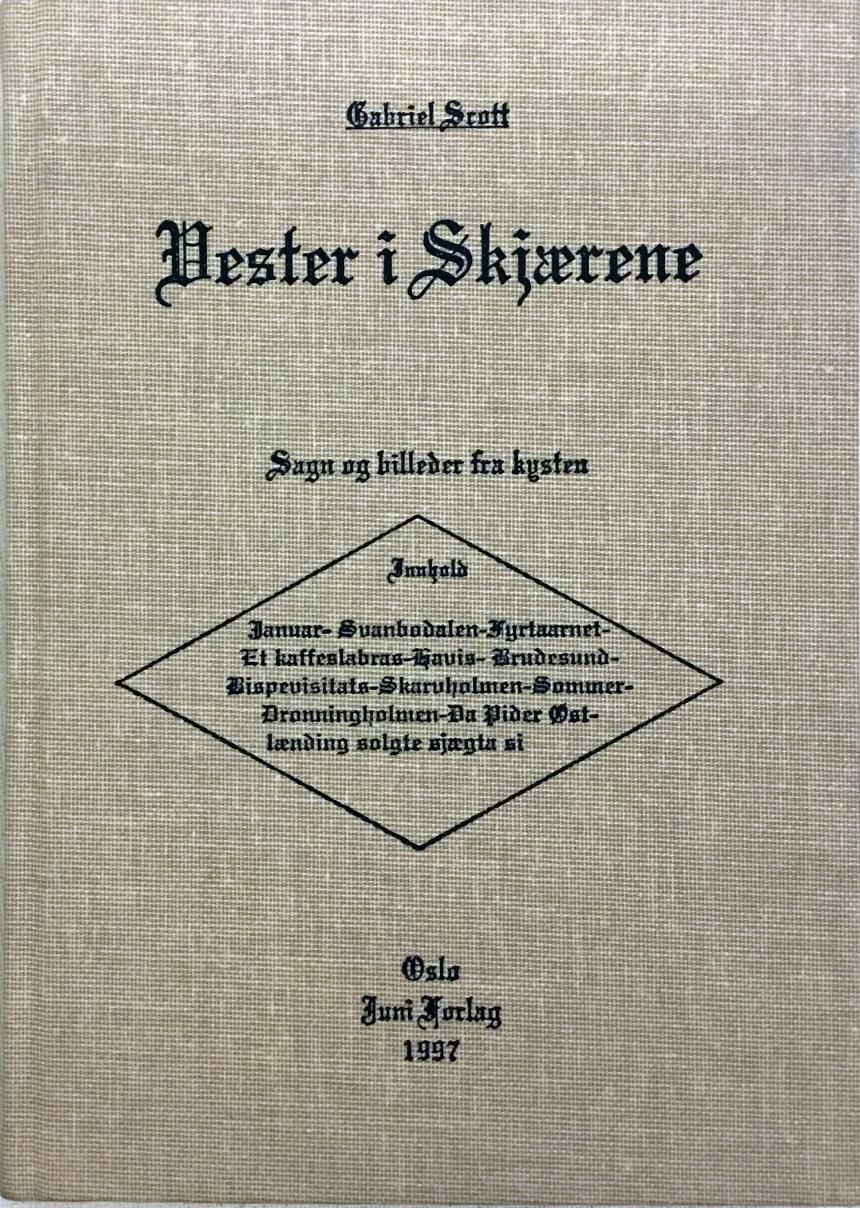 Gabriel Scott
Vester i Skjærene
Sagn og billeder fra kysten
Innhold
Januar- Svanbodalen-Fyrtaarnet-
Et kaffeslabras-Havis- Brudesund-
Bispevisitats-Skarvholmen-Sommer-
Dronningholmen-Da Pider Øst-
lænding solgte sjægta si
Oslo
Juni Forlag
1997